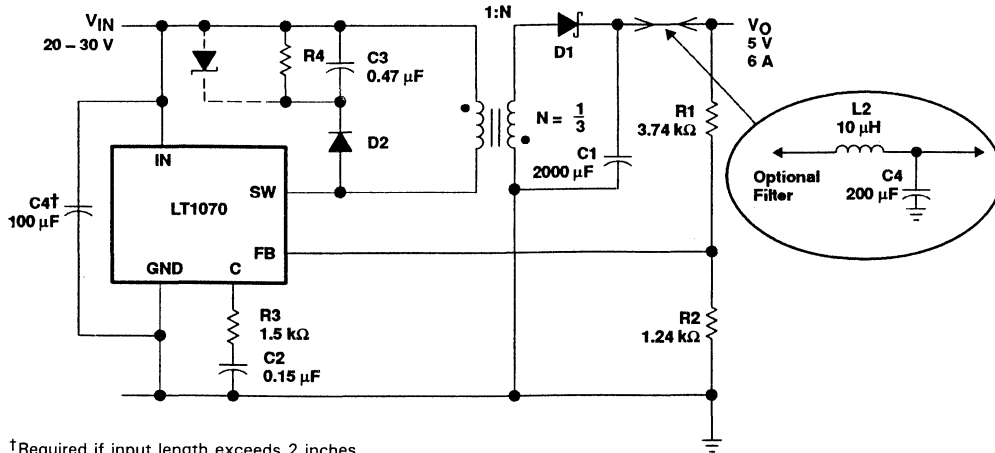 1:N
VIN
20 – 30 V
R4
C3
0.47 µF
D1
VO
5 V
6 A
D2
N = 1/3
R1
3.74 kΩ
C1
2000 µF
L2
10 µH
Optional
Filter
C4
200 µF
IN
SW
LT1070
C4†
100 µF
FB
GND
C
R3
1.5 kΩ
R2
1.24 kΩ
C2
0.15 µF
†Required if input length exceeds 2 inches